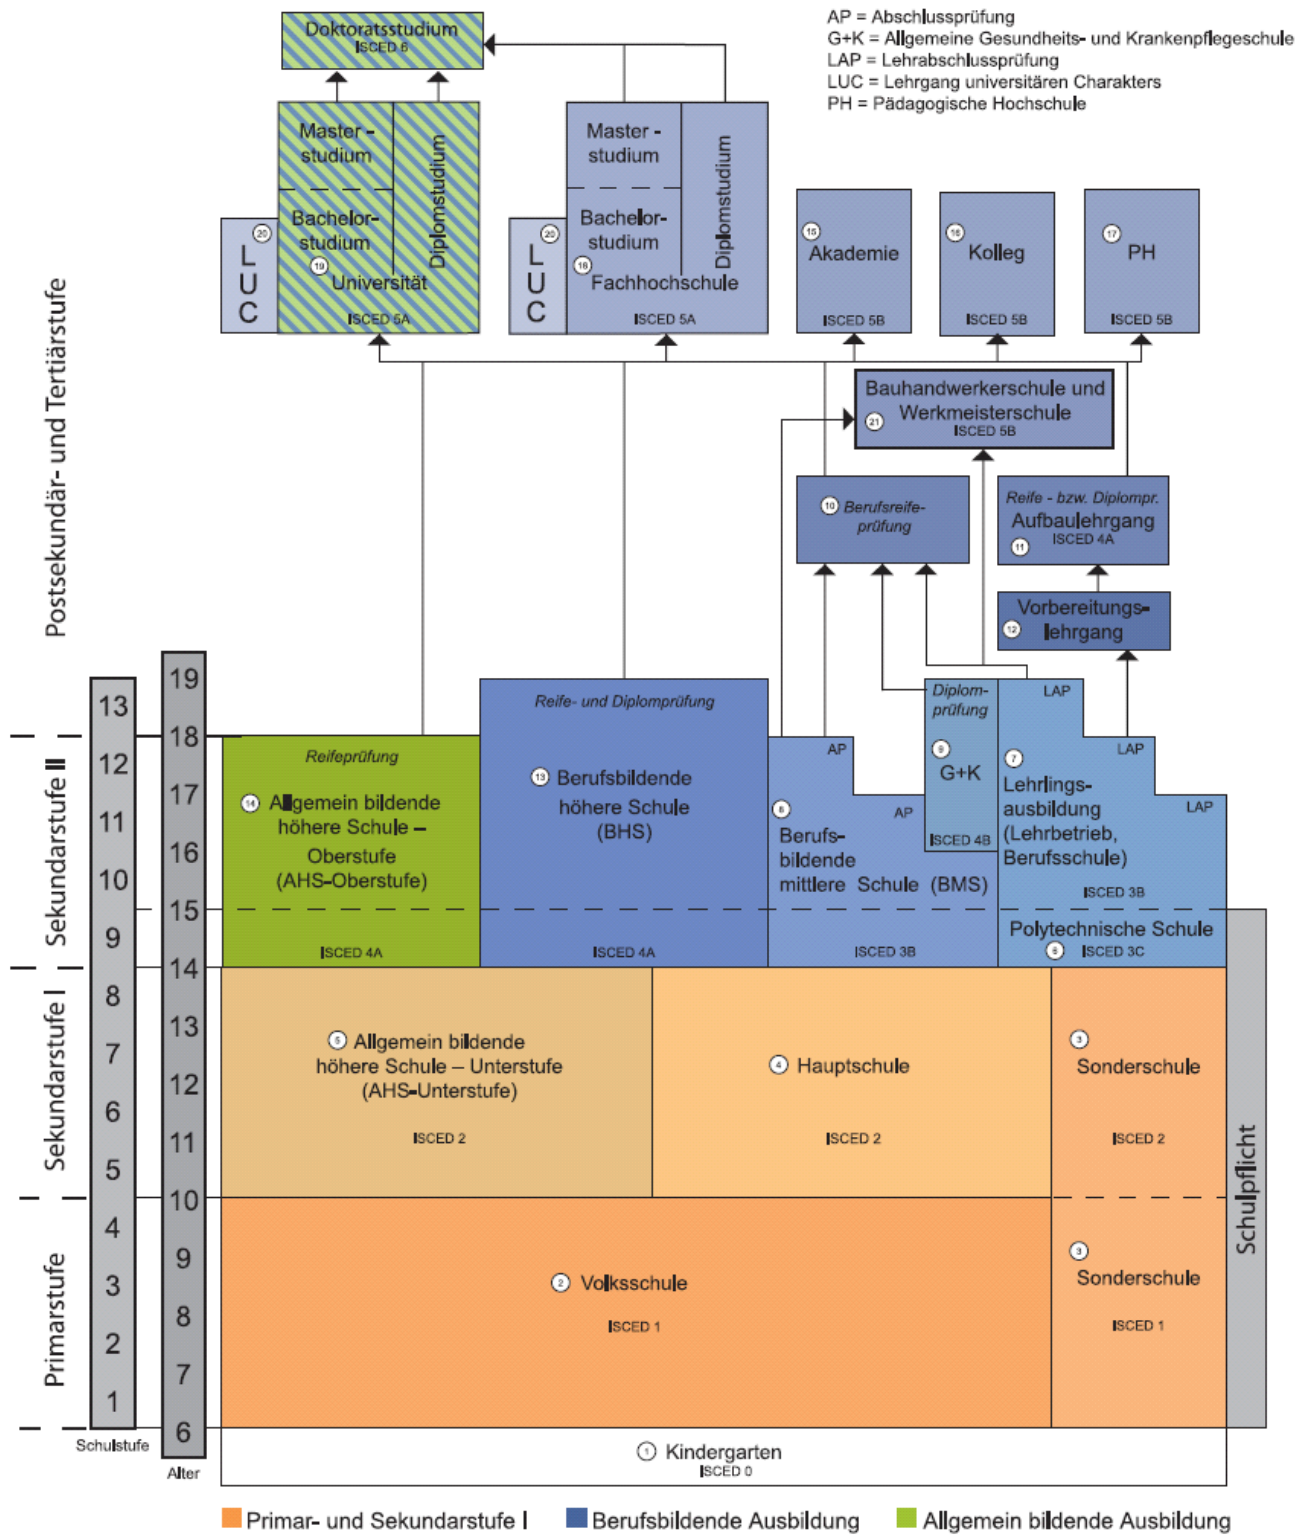 AP = Abschlussprüfung
G+K = Allgemeine Gesundheits- und Krankenpflegeschule
LAP = Lehrabschlussprüfung
LUC = Lehrgang universitären Charakters
PH = Pädagogische Hochschule
Doktoratsstudium
ISCED 6
Master -
studium
Diplomstudium
Bachelor-
studium
19
Universität
ISCED 5A
20
L
U
C
Master -
studium
Diplomstudium
Bachelor-
studium
18
Fachhochschule
ISCED 5A
20
L
U
C
15
Akademie
ISCED 5B
16
Kolleg
ISCED 5B
17
PH
ISCED 5B
Bauhandwerkerschule und
Werkmeisterschule
21
ISCED 5B
10
Berufsreife-
prüfung
Reife - bzw. Diplompr.
Aufbaulehrgang
ISCED 4A
11
Vorbereitungs-
lehrgang
12
Postsekundär- und Tertiärstufe
Sekundarstufe II
Sekundarstufe I
Primarstufe
13
12
11
10
9
8
7
6
5
4
3
2
1
Schulstufe
19
18
17
16
15
14
13
12
11
10
9
8
7
6
Alter
Reifeprüfung
14 Allgemein bildende
höhere Schule –
Oberstufe
(AHS-Oberstufe)
ISCED 4A
Reife- und Diplomprüfung
13 Berufsbildende
höhere Schule
(BHS)
ISCED 4A
AP
AP
8
Berufs-
bildende
mittlere Schule (BMS)
ISCED 3B
Diplom-
prüfung
9
G+K
ISCED 4B
LAP
LAP
LAP
7
Lehrlings-
ausbildung
(Lehrbetrieb,
Berufsschule)
ISCED 3B
Polytechnische Schule
6 ISCED 3C
5 Allgemein bildende
höhere Schule – Unterstufe
(AHS-Unterstufe)
ISCED 2
4 Hauptschule
ISCED 2
3
Sonderschule
ISCED 2
2 Volksschule
ISCED 1
3
Sonderschule
ISCED 1
Schulpflicht
1 Kindergarten
ISCED 0
Primar- und Sekundarstufe I
Berufsbildende Ausbildung
Allgemein bildende Ausbildung